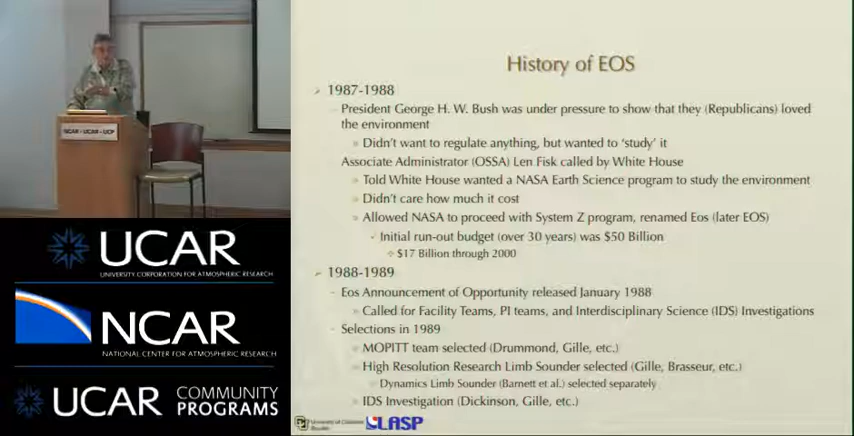 UCAR - UCAR - UCP
UCAR
UNIVERSITY CORPORATION FOR ATMOSPHERIC RESEARCH
NCAR
NATIONAL CENTER FOR ATMOSPHERIC RESEARCH
UCAR COMMUNITY
PROGRAMS
History of EOS
1987-1988
President George H. W. Bush was under pressure to show that they (Republicans) loved
the environment
Didn't want to regulate anything, but wanted to 'study' it
Associate Administrator (OSSA) Len Fisk called by White House
Told White House wanted a NASA Earth Science program to study the environment
Didn't care how much it cost
Allowed NASA to proceed with System Z program, renamed Eos (later EOS)
Initial run-out budget (over 30 years) was $50 Billion
$17 Billion through 2000
1988-1989
Eos Announcement of Opportunity released January 1988
Called for Facility Teams, PI teams, and Interdisciplinary Science (IDS) Investigations
Selections in 1989
MOPITT team selected (Drummond, Gille, etc.)
High Resolution Research Limb Sounder selected (Gille, Brasseur, etc.)
Dynamics Limb Sounder (Barnett et al.) selected separately
IDS Investigation (Dickinson, Gille, etc.)
University of Colorado
Boulder
LASP